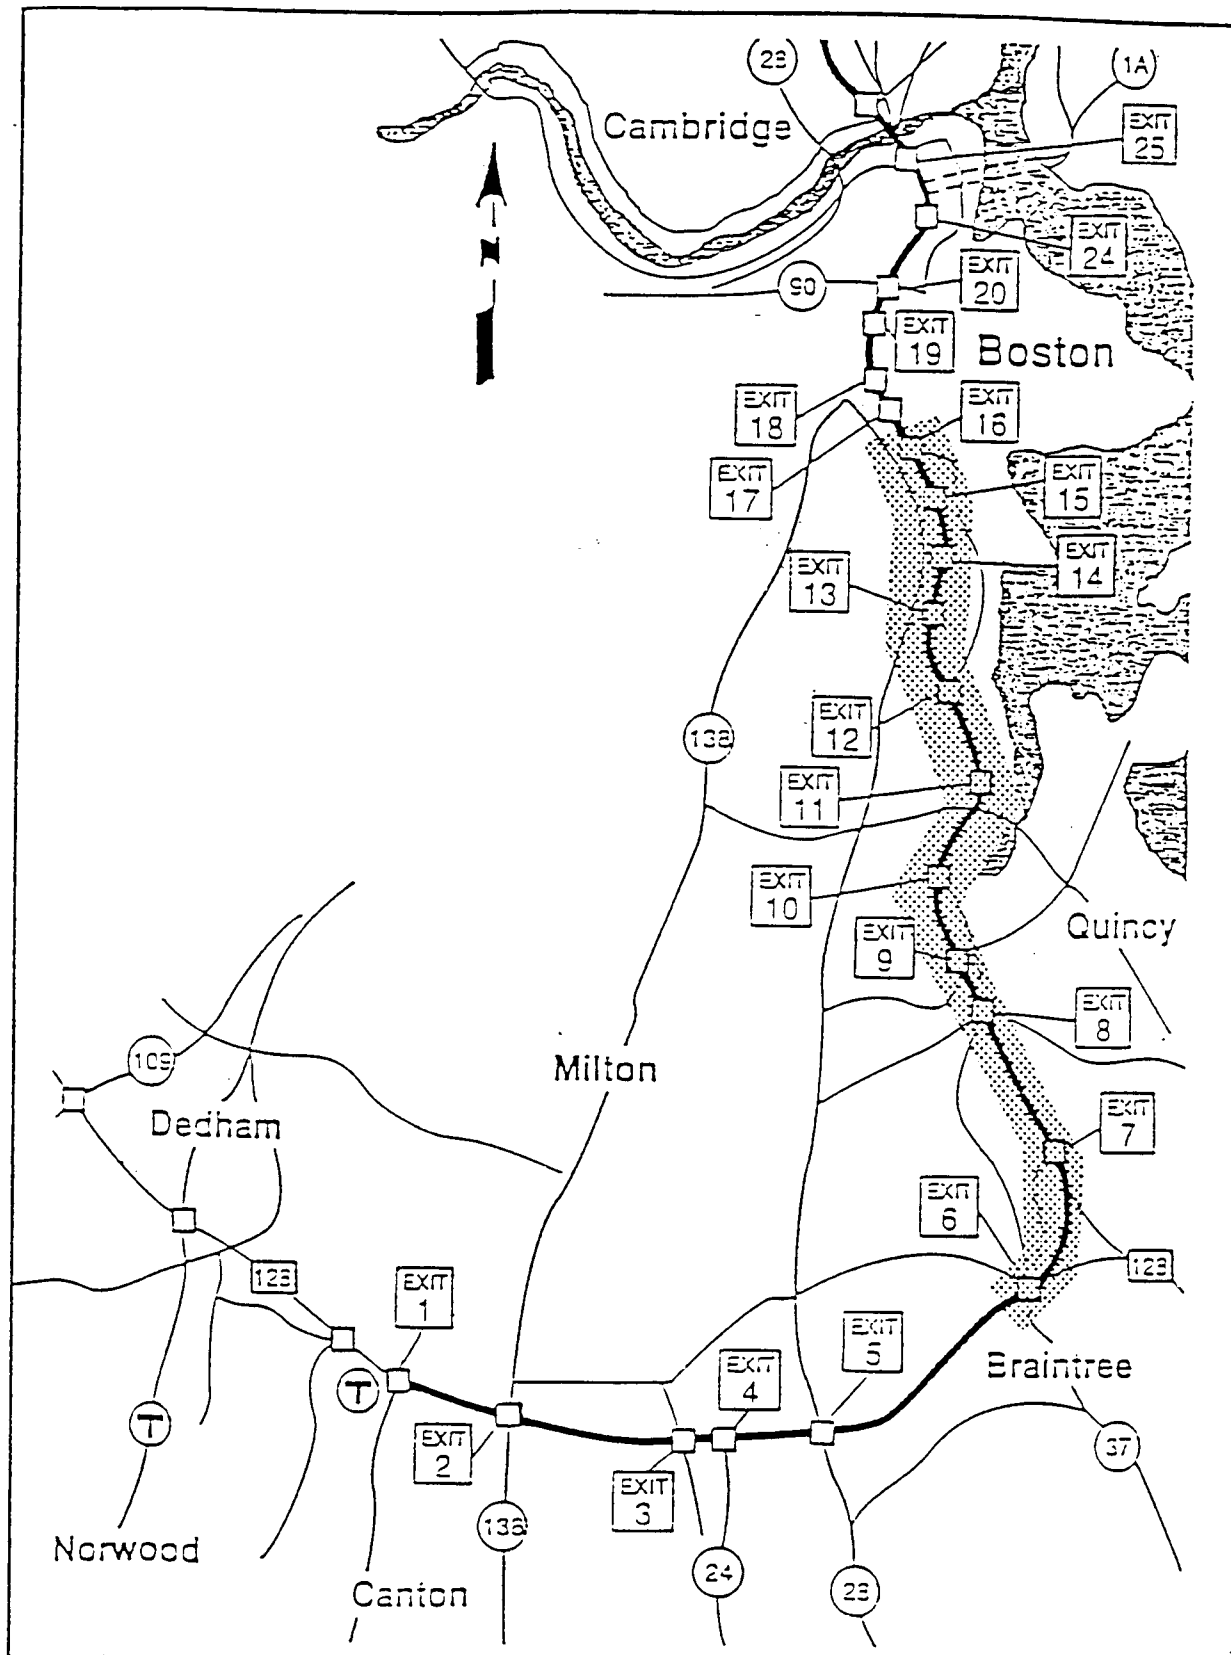 28
1A
Cambridge
EXIT
25
EXIT
24
90
EXIT
20
EXIT
19
Boston
EXIT
18
EXIT
16
EXIT
17
EXIT
15
EXIT
14
EXIT
13
138
EXIT
12
EXIT
11
EXIT
10
Quincy
EXIT
9
EXIT
8
109
Milton
Dedham
EXIT
7
EXIT
6
128
128
EXIT
1
EXIT
5
Braintree
EXIT
4
T
T
EXIT
2
37
EXIT
3
138
Norwood
24
28
Canton